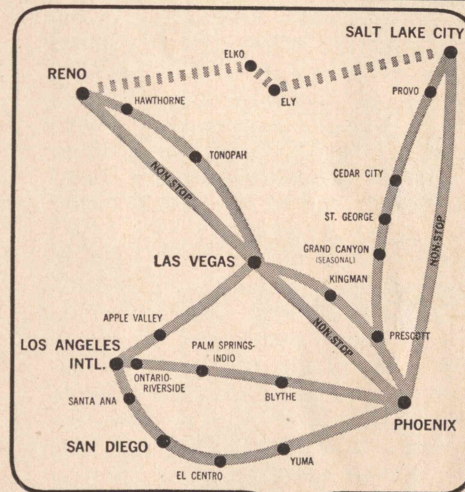 SALT LAKE CITY
ELKO
RENO
ELY
PROVO
HAWTHORNE
TONOPAH
NON-STOP
CEDAR CITY
ST. GEORGE
NON-STOP
GRAND CANYON
(SEASONAL)
LAS VEGAS
KINGMAN
APPLE VALLEY
NON-STOP
PRESCOTT
LOS ANGELES
INTL.
PALM SPRINGS-
INDIO
ONTARIO-
RIVERSIDE
BLYTHE
SANTA ANA
PHOENIX
SAN DIEGO
YUMA
EL CENTRO